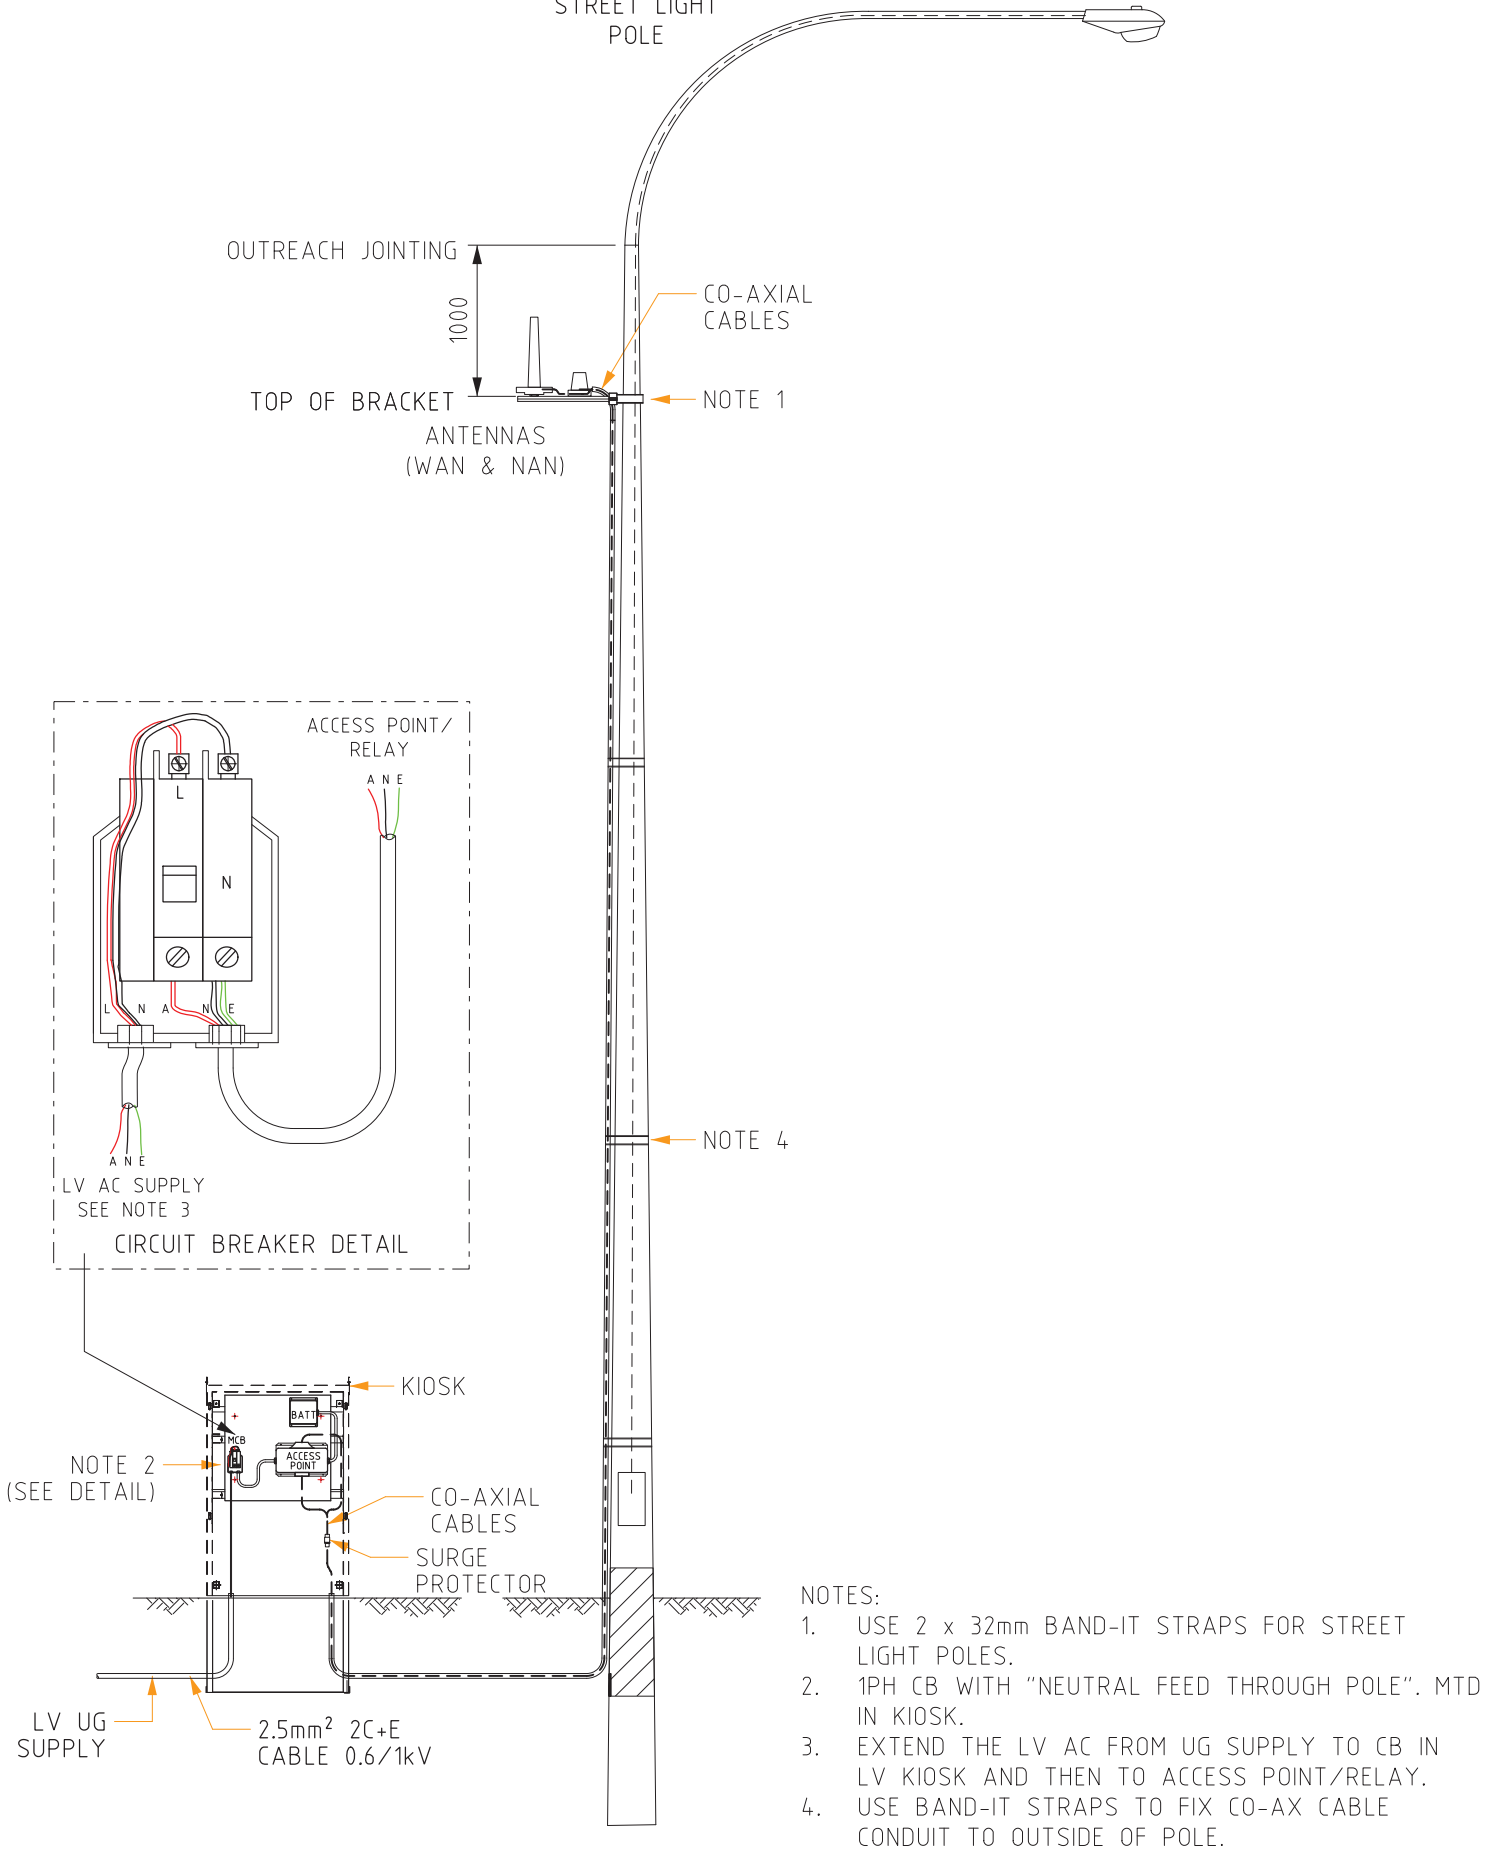 STREET LIGHT
POLE
OUTREACH JOINTING
1000
CO-AXIAL
CABLES
TOP OF BRACKET
NOTE 1
ANTENNAS
(WAN & NAN)
ACCESS POINT/
RELAY
A N E
L
N
L N A N E
A N E
LV AC SUPPLY
SEE NOTE 3
CIRCUIT BREAKER DETAIL
NOTE 4
KIOSK
BATT
MCB
ACCESS
POINT
NOTE 2
(SEE DETAIL)
CO-AXIAL
CABLES
SURGE
PROTECTOR
LV UG
SUPPLY
2.5mm² 2C+E
CABLE 0.6/1kV
NOTES:
1. USE 2 x 32mm BAND-IT STRAPS FOR STREET
LIGHT POLES.
2. 1PH CB WITH "NEUTRAL FEED THROUGH POLE". MTD
IN KIOSK.
3. EXTEND THE LV AC FROM UG SUPPLY TO CB IN
LV KIOSK AND THEN TO ACCESS POINT/RELAY.
4. USE BAND-IT STRAPS TO FIX CO-AX CABLE
CONDUIT TO OUTSIDE OF POLE.